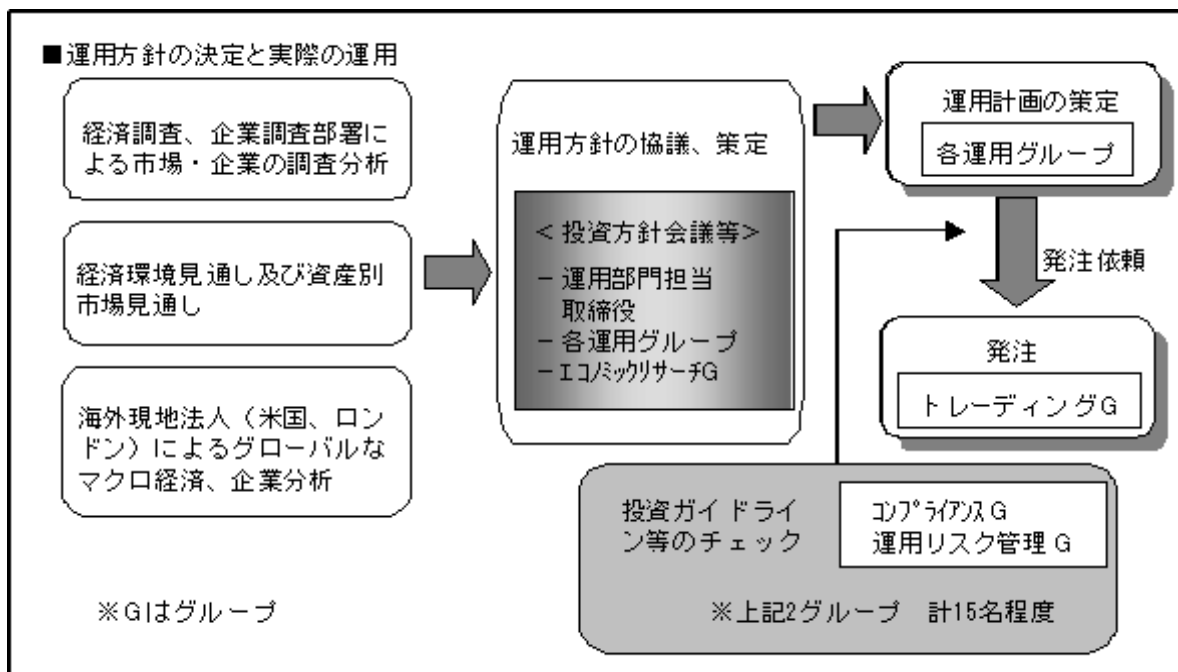 ■運用方針の決定と実際の運用
経済調査、企業調査部署に
よる市場・企業の調査分析
経済環境見通し及び資産別
市場見通し
海外現地法人（米国、ロン
ドン）によるグローバルな
マクロ経済、企業分析
運用方針の協議、策定
＜投資方針会議等＞
－運用部門担当
取締役
－各運用グループ
－ｴｺﾉﾐｯｸﾘｻｰﾁG
運用計画の策定
各運用グループ
発注依頼
発注
トレーディングG
投資ガイドライ
ン等のチェック
ｺﾝﾌﾟﾗｲｱﾝｽG
運用リスク管理G
※上記2グループ　計15名程度
※Gはグループ